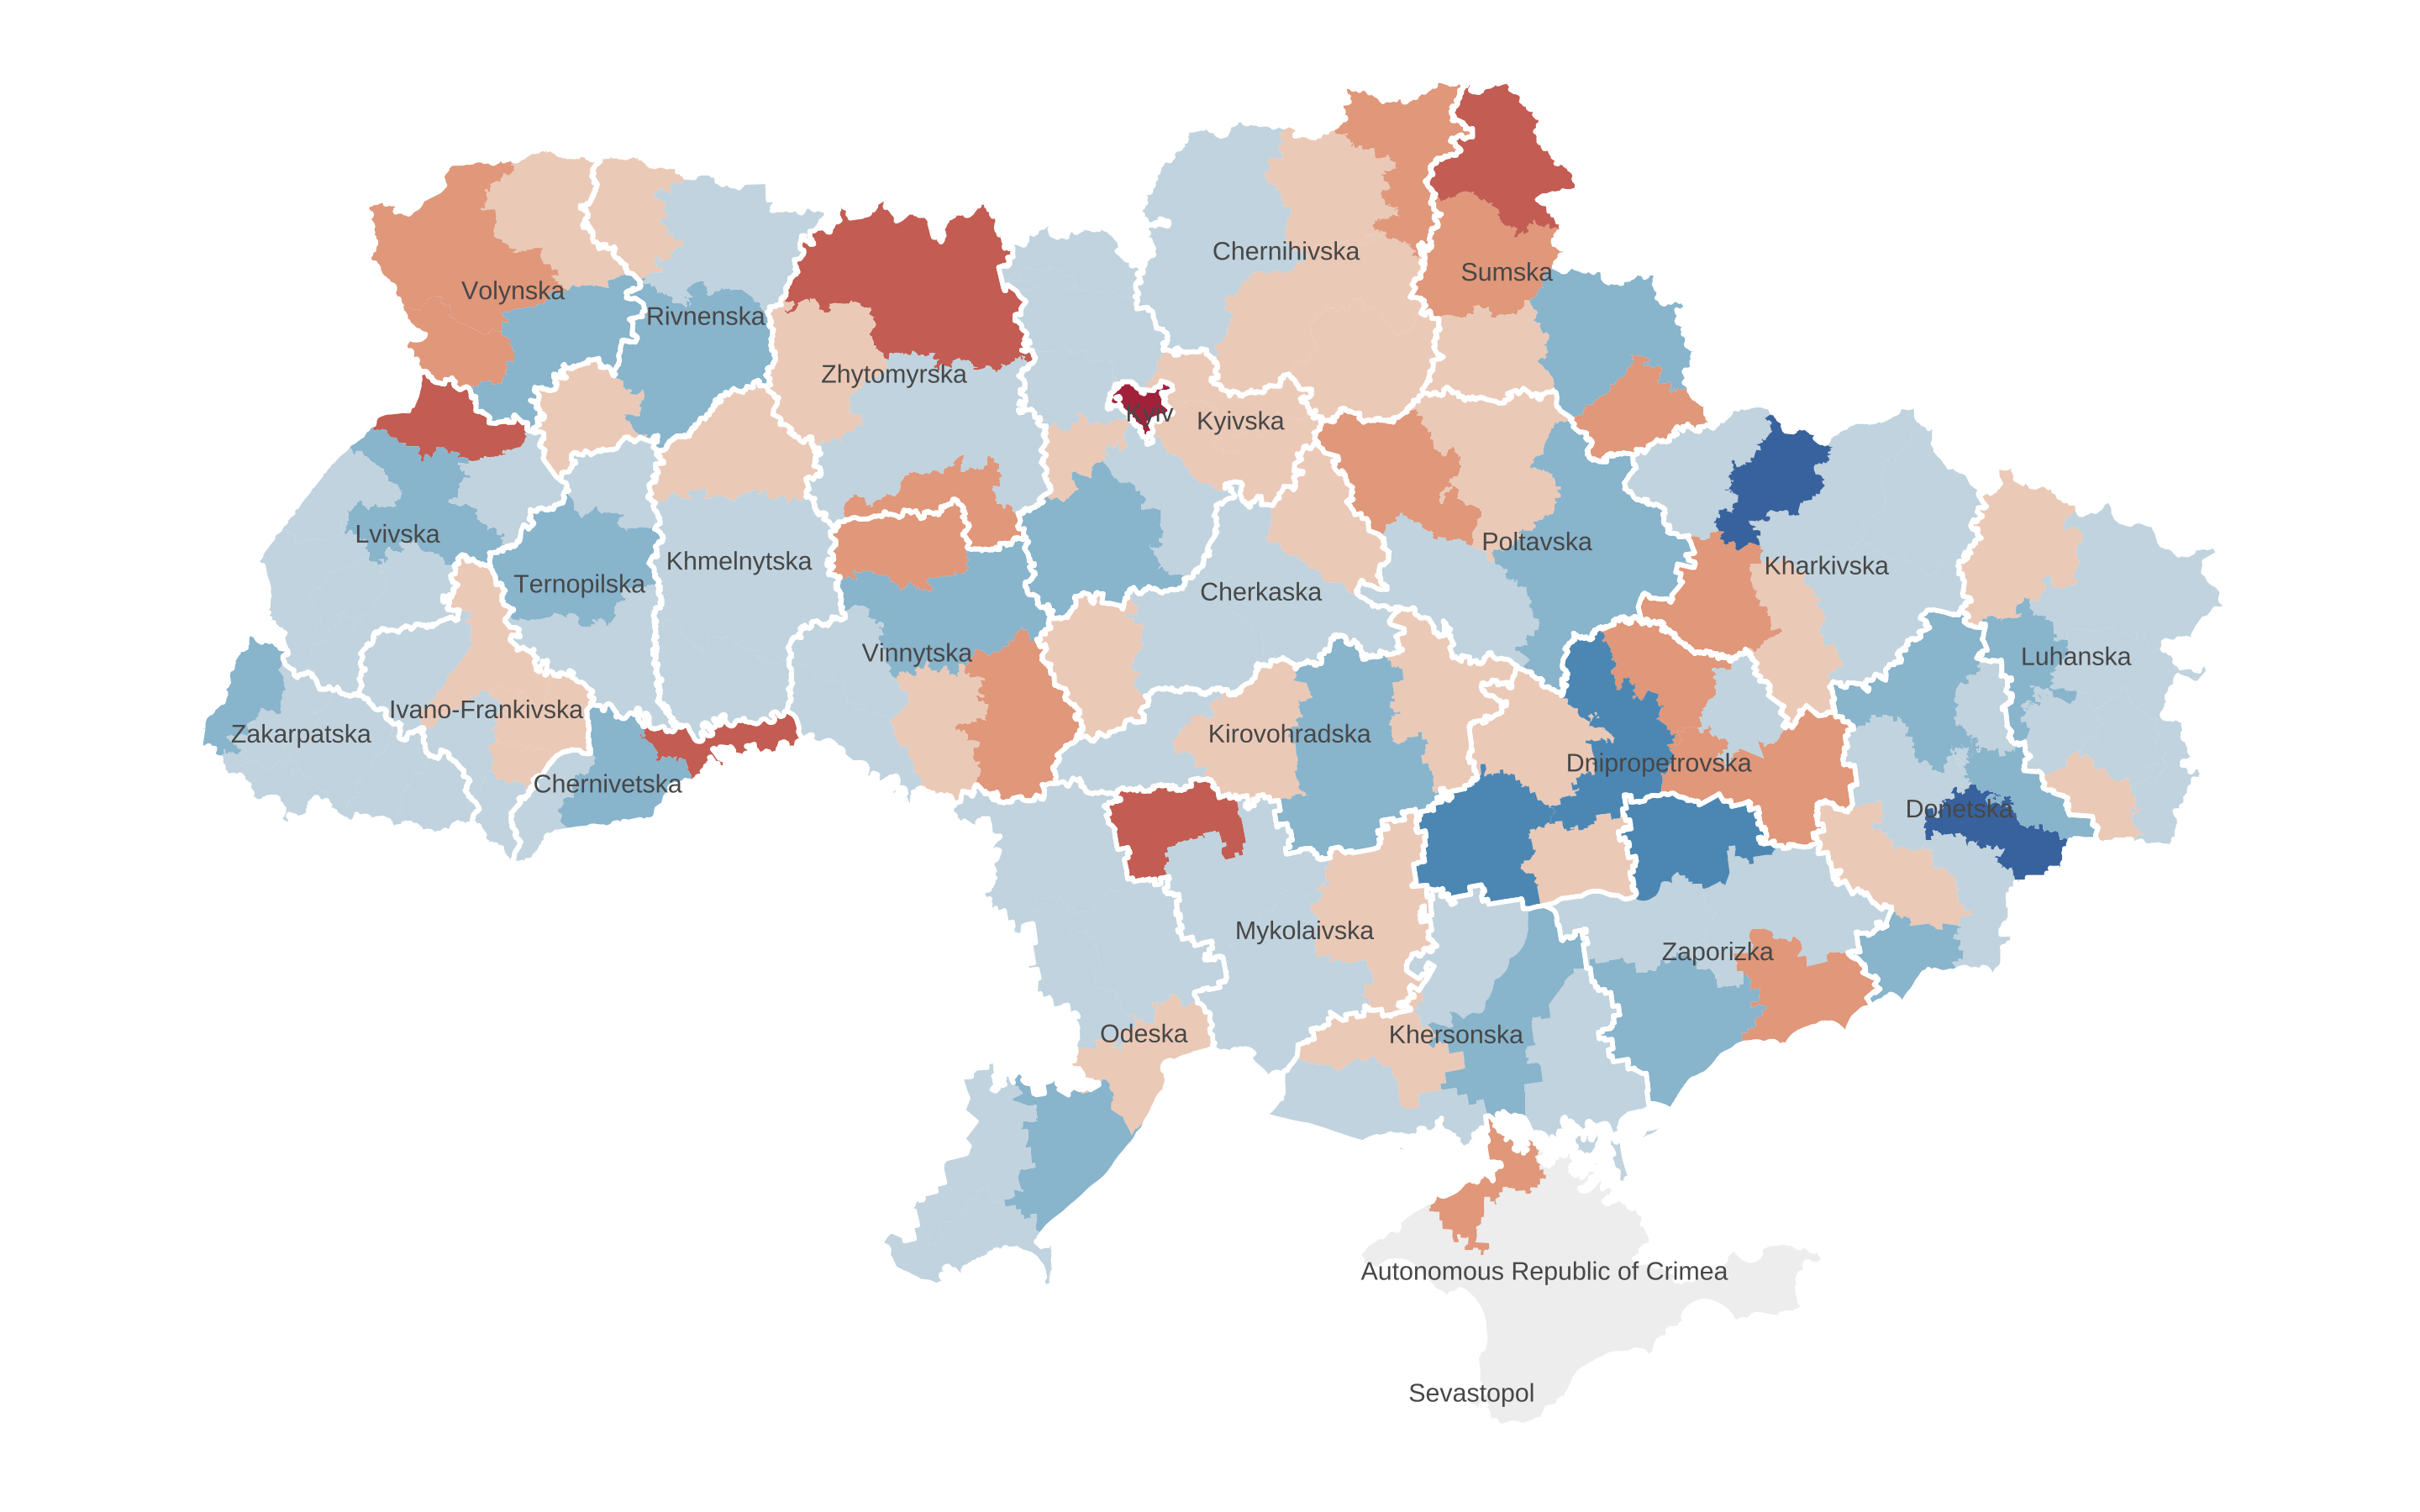 Chernihivska
Sumska
Volynska
Rivnenska
Zhytomyrska
Kyiv
Kyivska
Lvivska
Poltavska
Khmelnytska
Kharkivska
Ternopilska
Cherkaska
Vinnytska
Luhanska
Ivano-Frankivska
Zakarpatska
Kirovohradska
Dnipropetrovska
Chernivetska
Donetska
Mykolaivska
Zaporizka
Odeska
Khersonska
Autonomous Republic of Crimea
Sevastopol